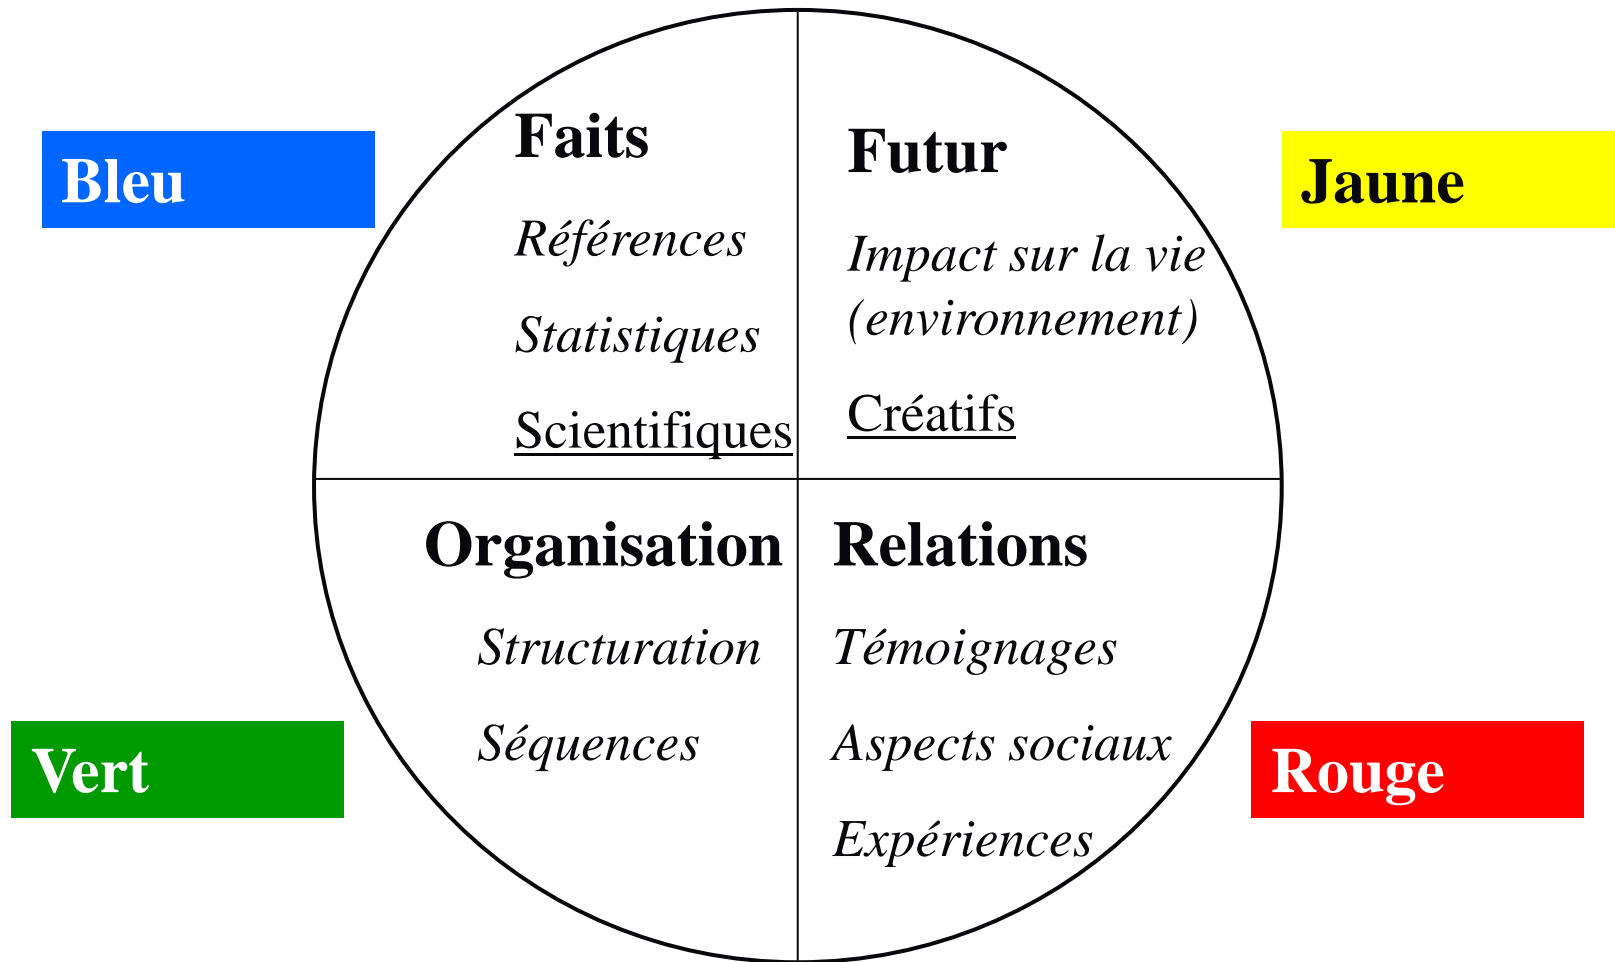 Bleu
Faits
Références
Statistiques
Scientifiques
Futur
Impact sur la vie
(environnement)
Créatifs
Jaune
Vert
Organisation
Structuration
Séquences
Relations
Témoignages
Aspects sociaux
Expériences
Rouge